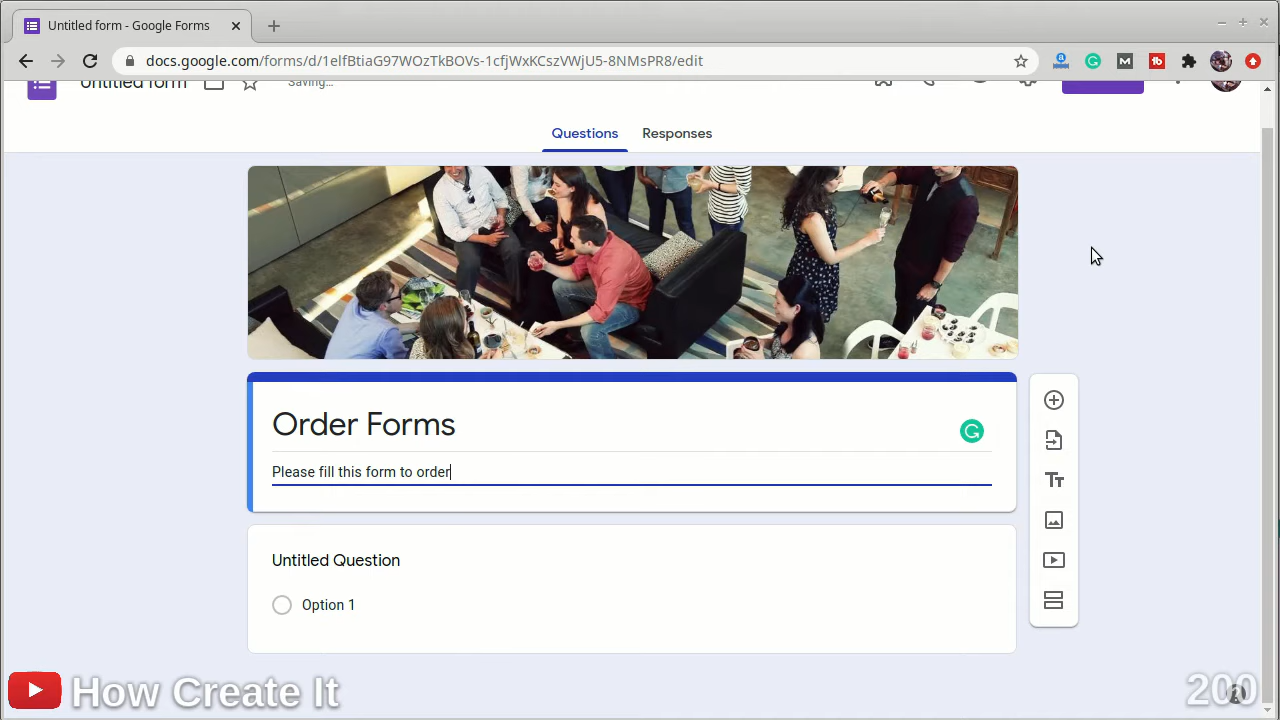 Untitled form - Google Forms
docs.google.com/forms/d/1elfBtiaG97WOzTkBOVs-1cfjWxKCszVWjU5-8NMsPR8/edit
Untitled form
Saving...
Questions
Responses
Order Forms
Please fill this form to order
Untitled Question
Option 1
How Create It
200